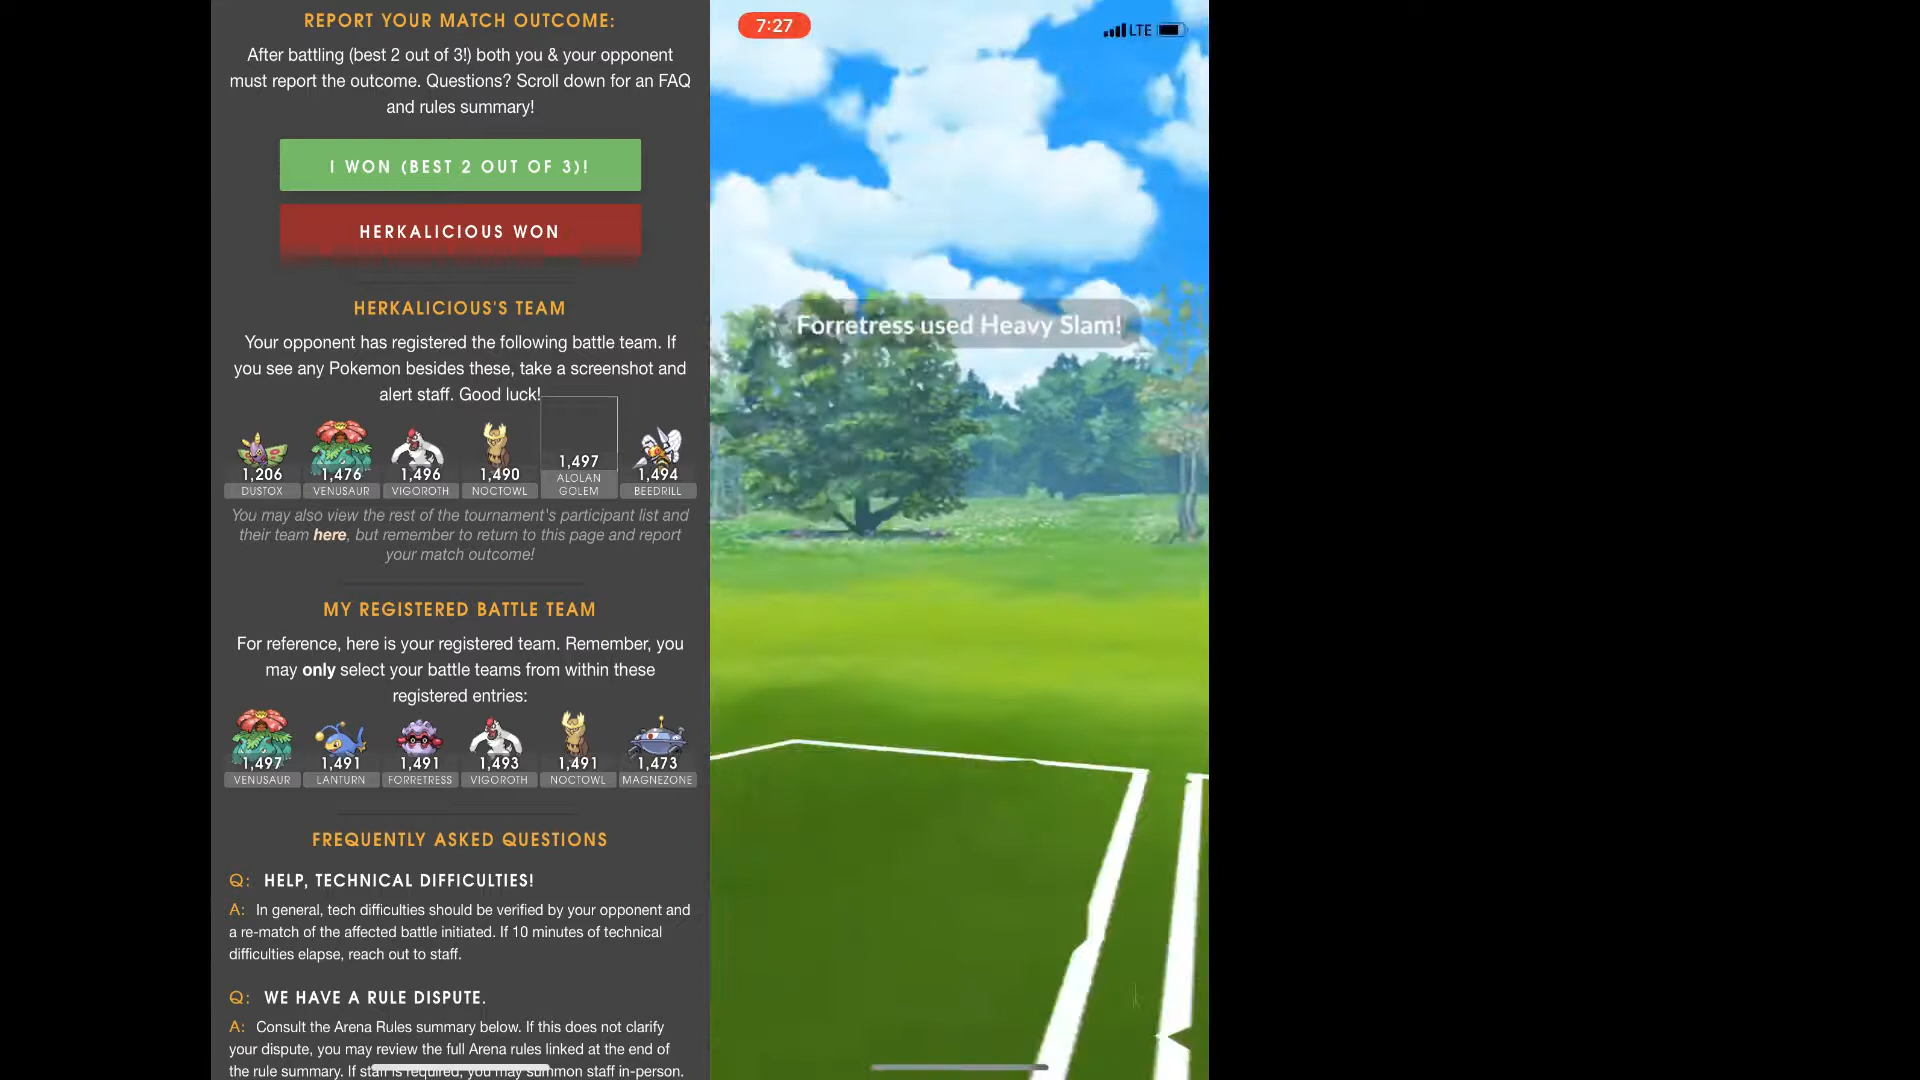 REPORT YOUR MATCH OUTCOME:
After battling (best 2 out of 3!) both you & your opponent
must report the outcome. Questions? Scroll down for an FAQ
and rules summary!
I WON (BEST 2 OUT OF 3)!
HERKALICIOUS WON
HERKALICIOUS'S TEAM
Your opponent has registered the following battle team. If
you see any Pokemon besides these, take a screenshot and
alert staff. Good luck!
1,206 1,476 1,496 1,490 1,497 1,494
DUSTOX VENUSAUR VIGOROTH NOCTOWL ALOLAN GOLEM BEEDRILL
You may also view the rest of the tournament's participant list and
their team here, but remember to return to this page and report
your match outcome!
MY REGISTERED BATTLE TEAM
For reference, here is your registered team. Remember, you
may only select your battle teams from within these
registered entries:
1,497 1,491 1,491 1,493 1,491 1,473
VENUSAUR LANTURN FORRETRESS VIGOROTH NOCTOWL MAGNEZONE
FREQUENTLY ASKED QUESTIONS
Q: HELP, TECHNICAL DIFFICULTIES!
A: In general, tech difficulties should be verified by your opponent and
a re-match of the affected battle initiated. If 10 minutes of technical
difficulties elapse, reach out to staff.
Q: WE HAVE A RULE DISPUTE.
A: Consult the Arena Rules summary below. If this does not clarify
your dispute, you may review the full Arena rules linked at the end of
the rule summary. If staff is required, you may summon staff in-person.
7:27
LTE
Forretress used Heavy Slam!